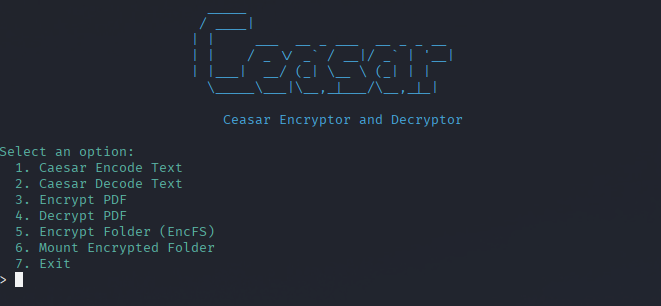 Ceasar
Ceasar Encryptor and Decryptor
Select an option:
1. Caesar Encode Text
2. Caesar Decode Text
3. Encrypt PDF
4. Decrypt PDF
5. Encrypt Folder (EncFS)
6. Mount Encrypted Folder
7. Exit
>